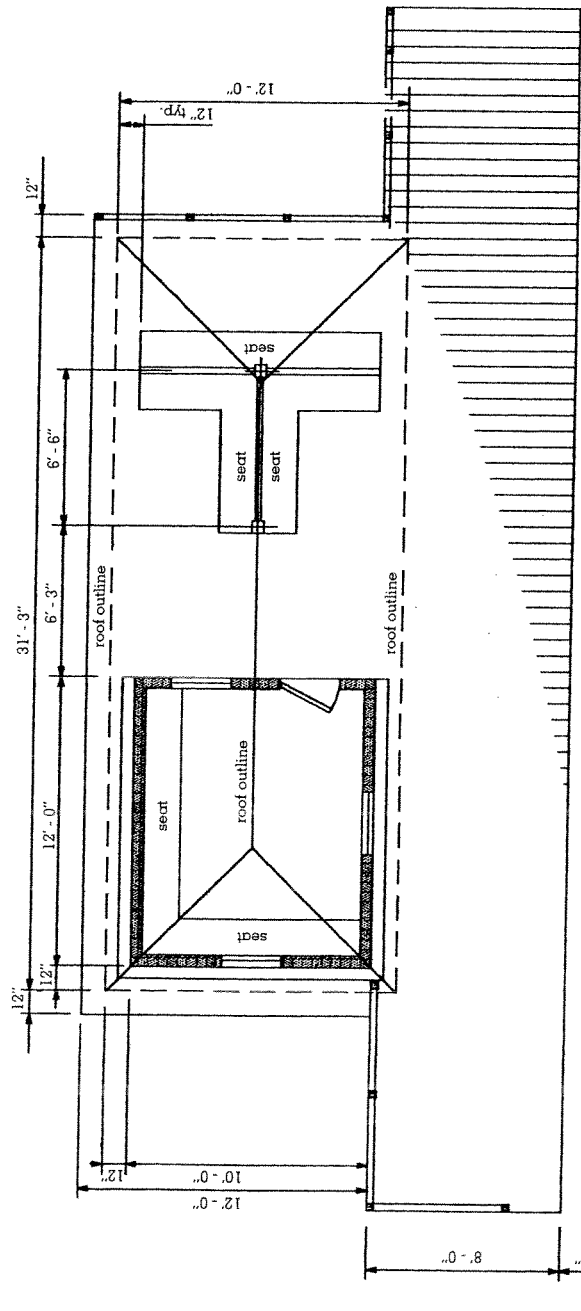 12"
31' - 3"
12"
12"
12' - 0"
6' - 3"
6' - 6"
roof outline
12" typ.
12' - 0"
seat
seat
roof outline
seat
seat
seat
roof outline
12"
10' - 0"
12' - 0"
8' - 0"